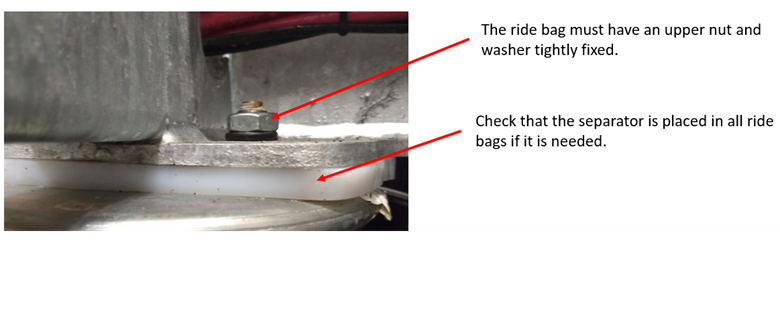 The ride bag must have an upper nut and
washer tightly fixed.
Check that the separator is placed in all ride
bags if it is needed.